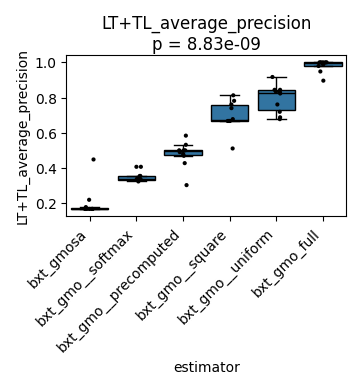 LT+TL_average_precision
p = 8.83e-09
LT+TL_average_precision
1.0
0.8
0.6
0.4
0.2
bxt_gmosa
bxt_gmo__softmax
bxt_gmo__precomputed
bxt_gmo__square
bxt_gmo__uniform
bxt_gmo_full
estimator